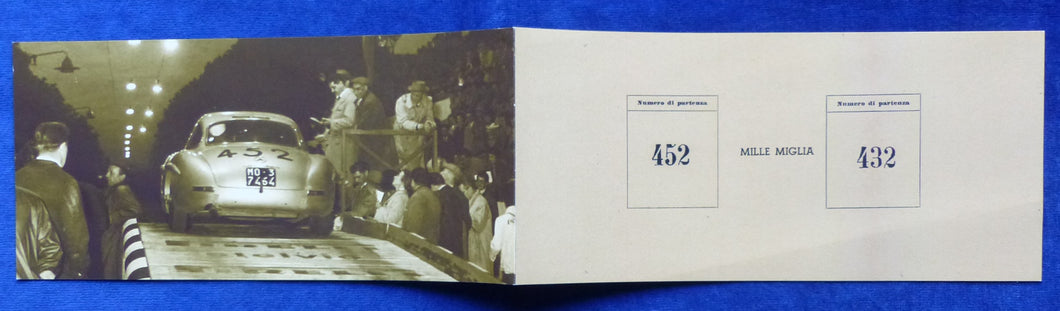 452
MO·3
7464
Numero di partenza
452
MILLE MIGLIA
Numero di partenza
432